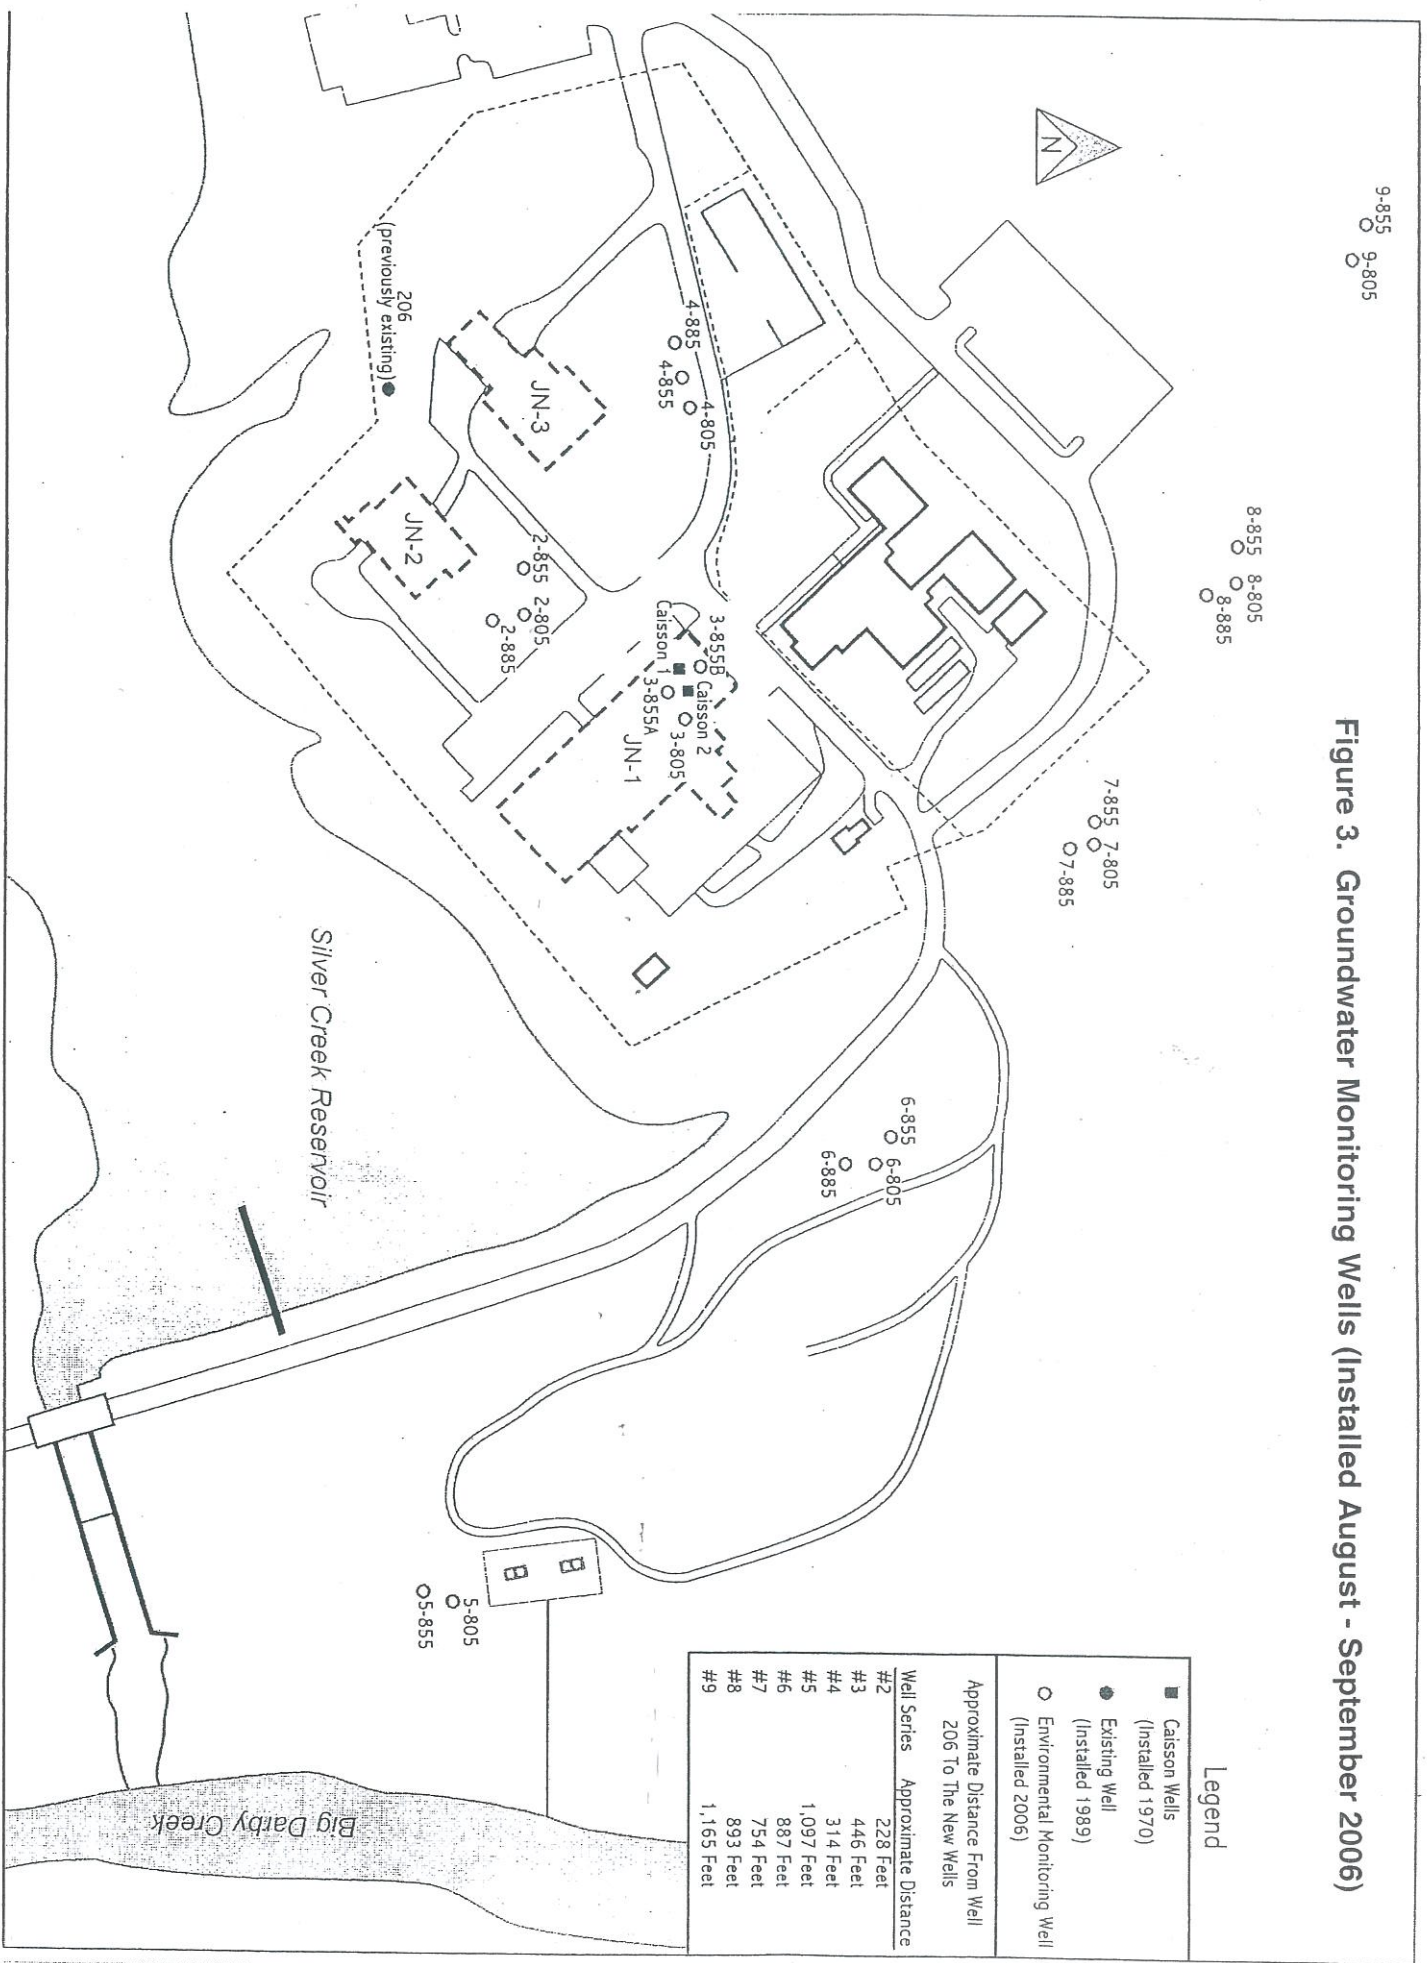 Figure 3. Groundwater Monitoring Wells (Installed August - September 2006)
N
9-855
9-805
8-855
8-805
8-885
7-855
7-805
7-885
6-855
6-805
6-885
5-805
5-855
4-885
4-855
4-805
3-855B
Caisson 2
3-805
Caisson 1
3-855A
JN-1
JN-3
2-855
2-805
2-885
JN-2
206
(previously existing)
Silver Creek Reservoir
Big Darby Creek
Legend
Caisson Wells
(Installed 1970)
Existing Well
(Installed 1989)
Environmental Monitoring Well
(Installed 2006)
Approximate Distance From Well
206 To The New Wells
Well Series Approximate Distance
#2 228 Feet
#3 446 Feet
#4 314 Feet
#5 1,097 Feet
#6 887 Feet
#7 754 Feet
#8 893 Feet
#9 1,165 Feet